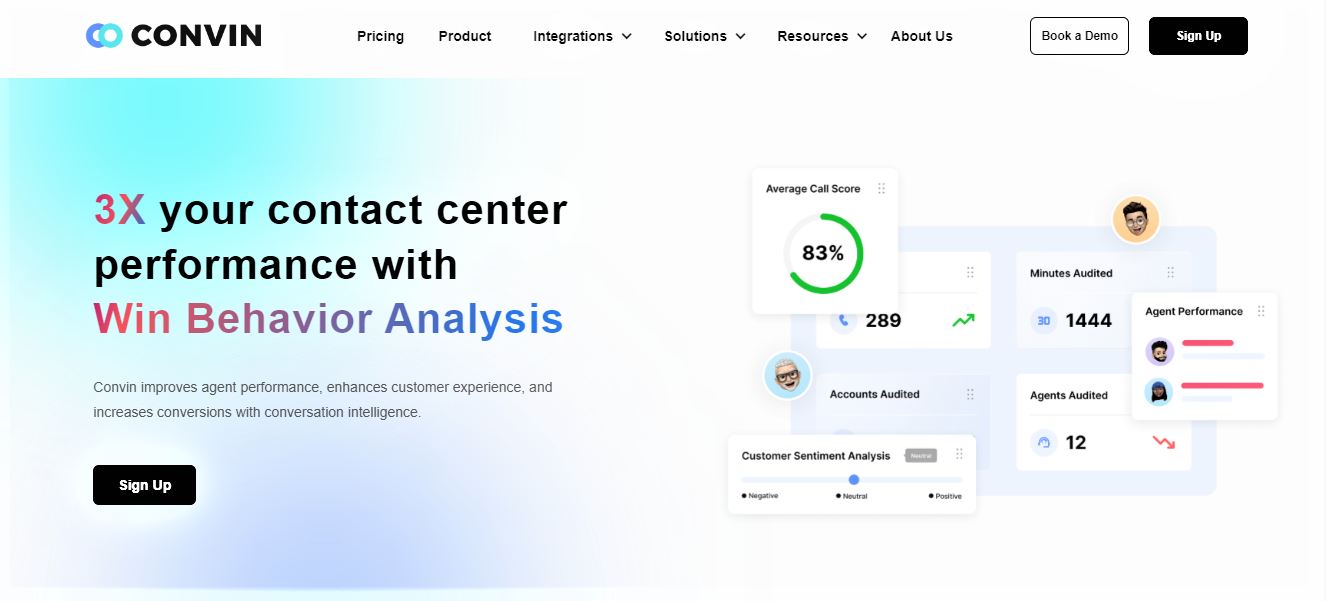 CONVIN
Pricing
Product
Integrations
Solutions
Resources
About Us
Book a Demo
Sign Up
3X your contact center
performance with
Win Behavior Analysis
Convin improves agent performance, enhances customer experience, and
increases conversions with conversation intelligence.
Sign Up
Average Call Score
83%
289
Minutes Audited
30
1444
Agent Performance
Accounts Audited
Agents Audited
12
Customer Sentiment Analysis
Neutral
Negative
Neutral
Positive